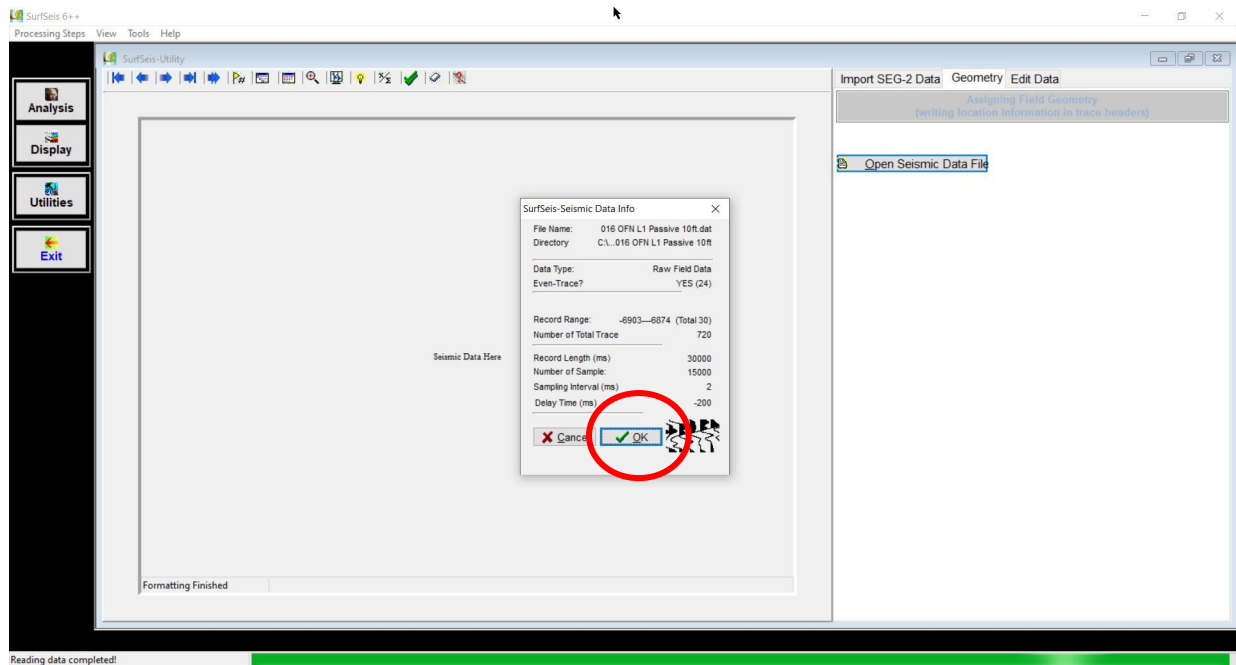 SurfSeis 6++
Processing Steps View Tools Help
SurfSeis-Utility
Analysis
Display
Utilities
Exit
Import SEG-2 Data Geometry Edit Data
Assigning Field Geometry
(writing location information in trace headers)
Open Seismic Data File
Seismic Data Here
SurfSeis-Seismic Data Info
File Name: 016 OFN L1 Passive 10ft.dat
Directory C:\...016 OFN L1 Passive 10ft
Data Type: Raw Field Data
Even-Trace? YES (24)
Record Range: -6903----6874 (Total 30)
Number of Total Trace 720
Record Length (ms) 30000
Number of Sample: 15000
Sampling Interval (ms) 2
Delay Time (ms) -200
Cancel OK
Formatting Finished
Reading data completed!